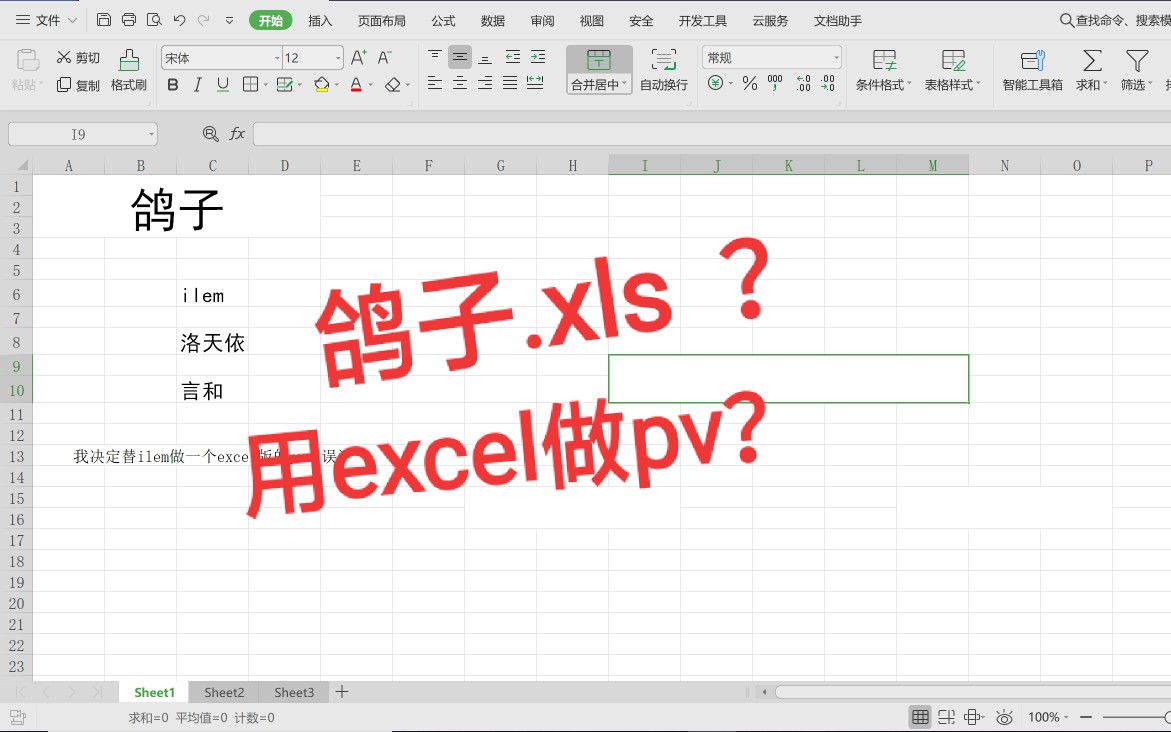 文件 开始 插入 页面布局 公式 数据 审阅 视图 安全 开发工具 云服务 文档助手 查找命令、搜索模
粘贴 剪切 复制 格式刷 宋体 12 A+ A- B I U A 合并居中 自动换行 常规 % 000 .00 .00 条件格式 表格样式 智能工具箱 求和 筛选
I9 fx
A B C D E F G H I J K L M N O P
1
2 鸽子
3
4
5
6 ilem
7
8 洛天依
9
10 言和
11
12
13 我决定替ilem做一个exce
14
15
16
17
18
19
20
21
22
23
鸽子.xls ？
用excel做pv?
Sheet1 Sheet2 Sheet3
求和=0 平均值=0 计数=0 100%